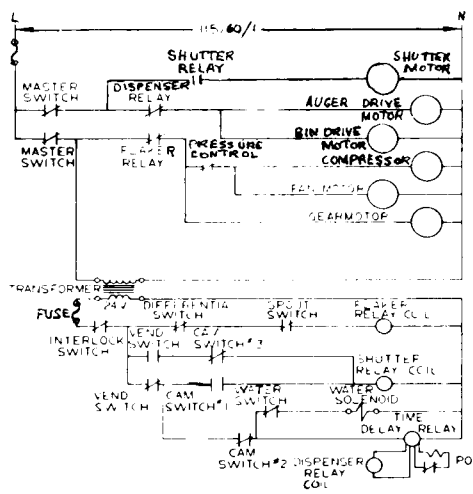 L
N
115/60/1
SHUTTER
RELAY
SHUTTER
MOTOR
MASTER
SWITCH
DISPENSER
RELAY
AUGER DRIVE
MOTOR
BIN DRIVE
MOTOR
MASTER
SWITCH
FLAKER
RELAY
PRESSURE
CONTROL
COMPRESSOR
FAN MOTOR
GEARMOTOR
TRANSFORMER
24V
FUSE
INTERLOCK
SWITCH
DIFFERENTIA
SWITCH
SPOUT
SWITCH
FLAKER
RELAY COIL
VEND
SWITCH
CAM
SWITCH #3
SHUTTER
RELAY COIL
VEND
SWITCH
CAM
SWITCH #1
WATER
SWITCH
WATER
SOLENOID
TIME
DELAY RELAY
CAM
SWITCH #2
DISPENSER
RELAY
COIL
PO